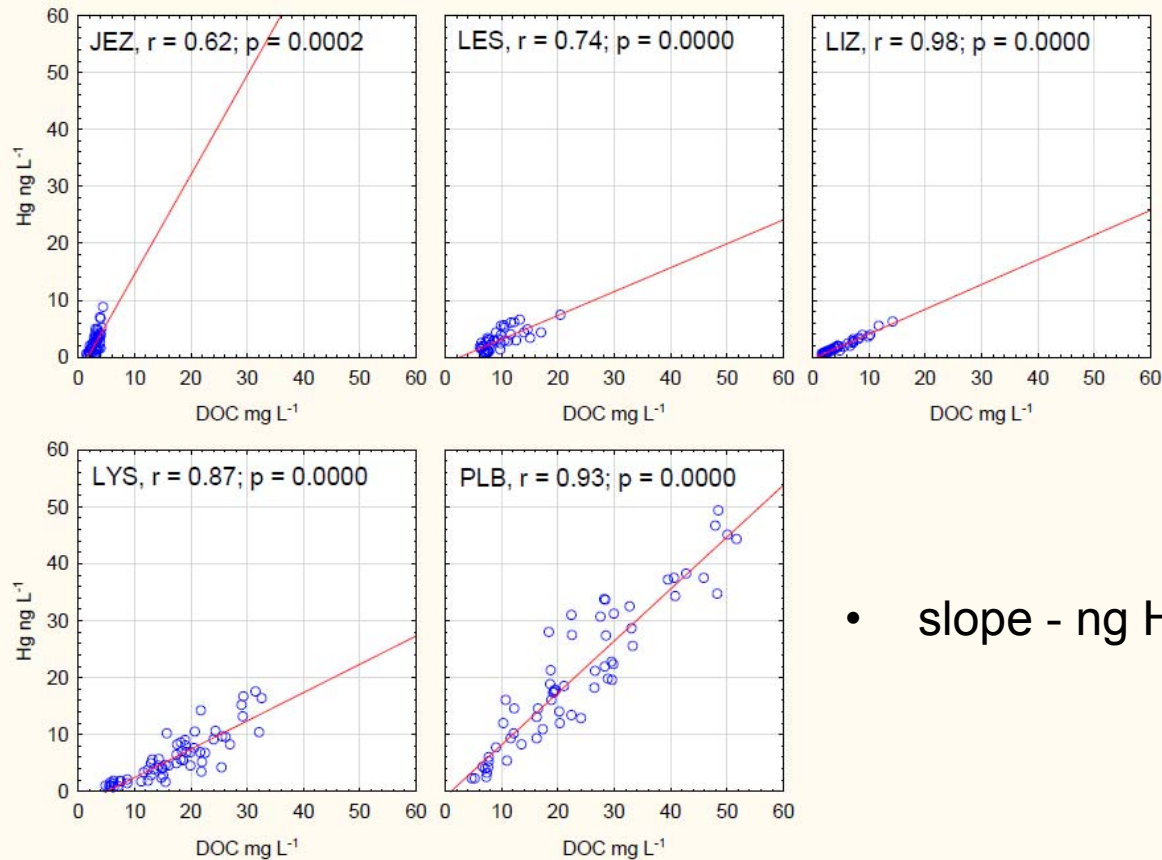 JEZ, r = 0.62; p = 0.0002
LES, r = 0.74; p = 0.0000
LIZ, r = 0.98; p = 0.0000
60
50
40
30
20
10
0
Hg ng L⁻¹
0 10 20 30 40 50 60
0 10 20 30 40 50 60
0 10 20 30 40 50 60
DOC mg L⁻¹
DOC mg L⁻¹
DOC mg L⁻¹
LYS, r = 0.87; p = 0.0000
PLB, r = 0.93; p = 0.0000
60
50
40
30
20
10
0
Hg ng L⁻¹
0 10 20 30 40 50 60
0 10 20 30 40 50 60
DOC mg L⁻¹
DOC mg L⁻¹
• slope - ng H